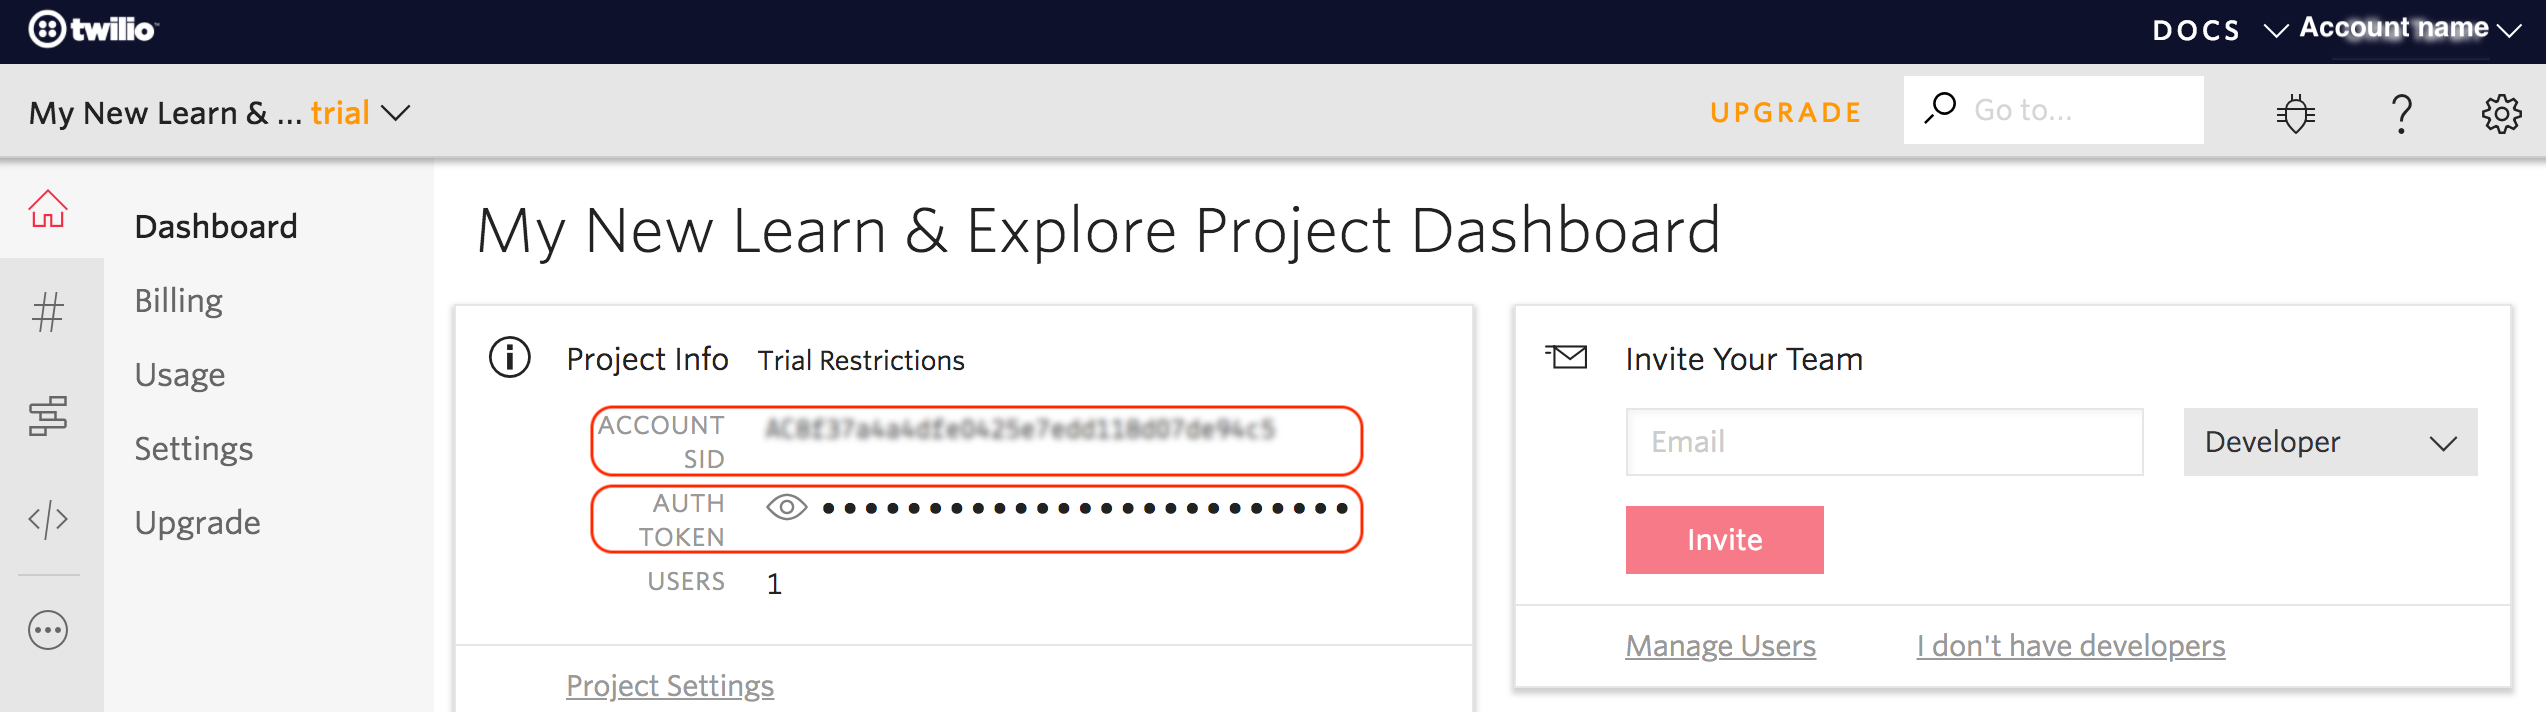 twilio
DOCS Account name
My New Learn & ... trial
UPGRADE Go to...
Dashboard
Billing
Usage
Settings
Upgrade
My New Learn & Explore Project Dashboard
Project Info Trial Restrictions
ACCOUNT
SID
AUTH
TOKEN
USERS 1
Project Settings
Invite Your Team
Email Developer
Invite
Manage Users I don't have developers